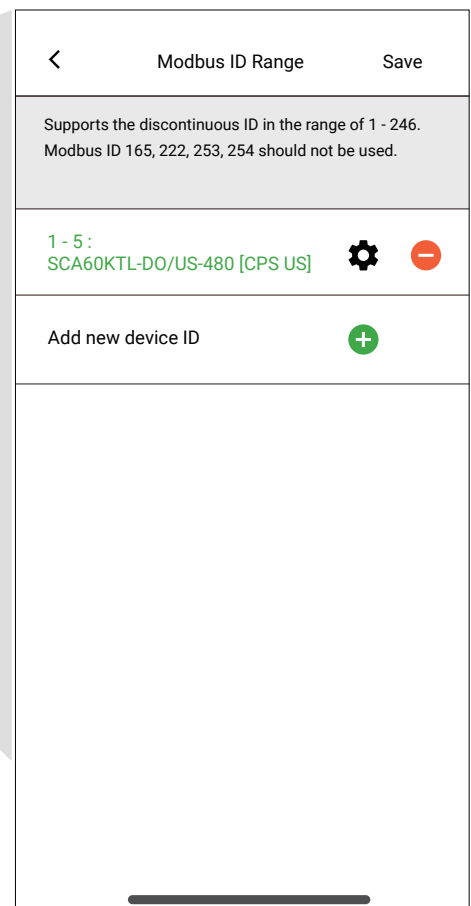 Modbus ID Range
Save
Supports the discontinuous ID in the range of 1 - 246.
Modbus ID 165, 222, 253, 254 should not be used.
1 - 5 :
SCA60KTL-DO/US-480 [CPS US]
Add new device ID